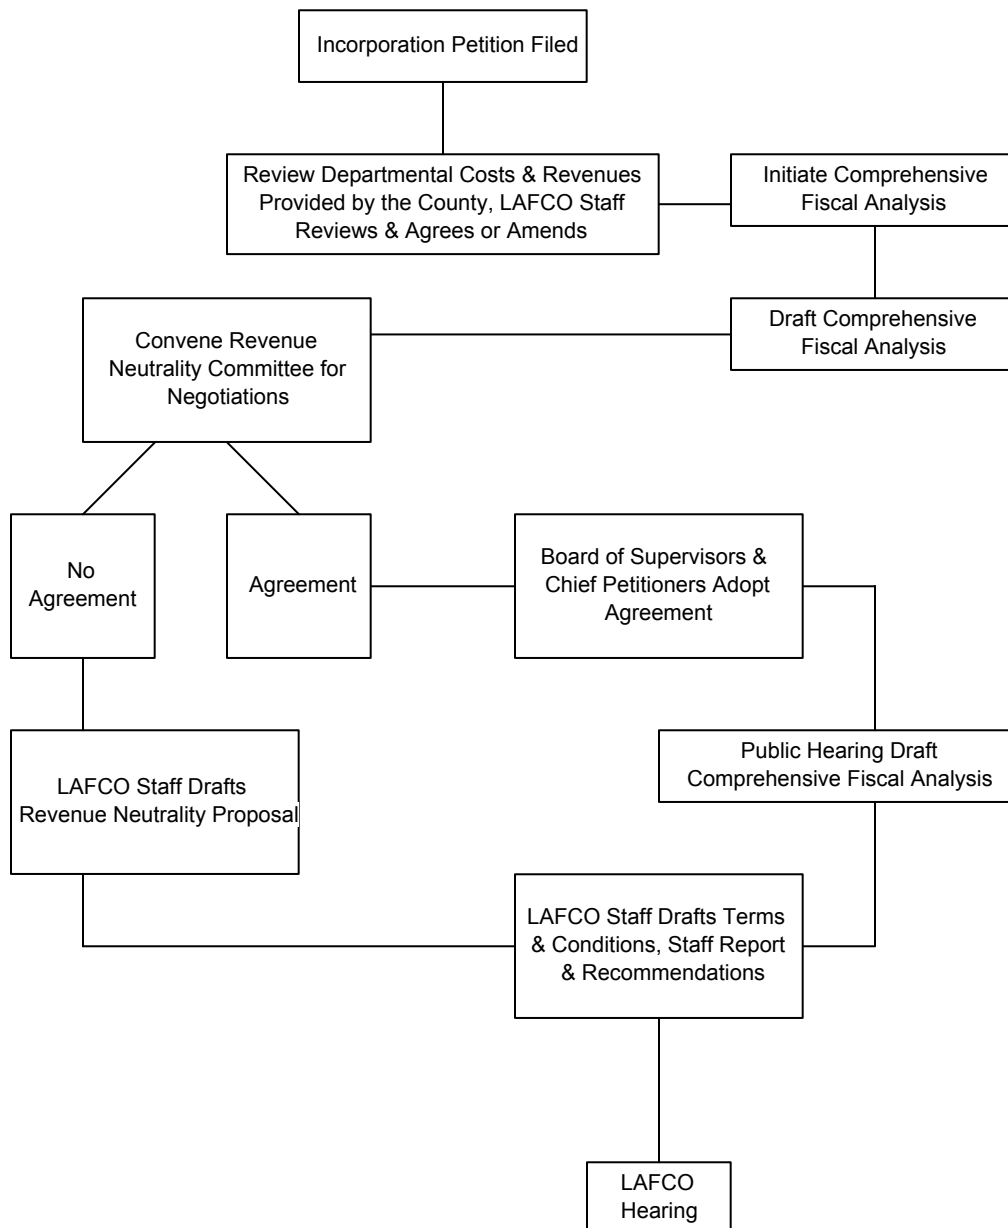 Incorporation Petition Filed
Review Departmental Costs & Revenues
Provided by the County, LAFCO Staff
Reviews & Agrees or Amends
Initiate Comprehensive
Fiscal Analysis
Draft Comprehensive
Fiscal Analysis
Convene Revenue
Neutrality Committee for
Negotiations
No
Agreement
Agreement
Board of Supervisors &
Chief Petitioners Adopt
Agreement
LAFCO Staff Drafts
Revenue Neutrality Proposal
Public Hearing Draft
Comprehensive Fiscal Analysis
LAFCO Staff Drafts Terms
& Conditions, Staff Report
& Recommendations
LAFCO
Hearing